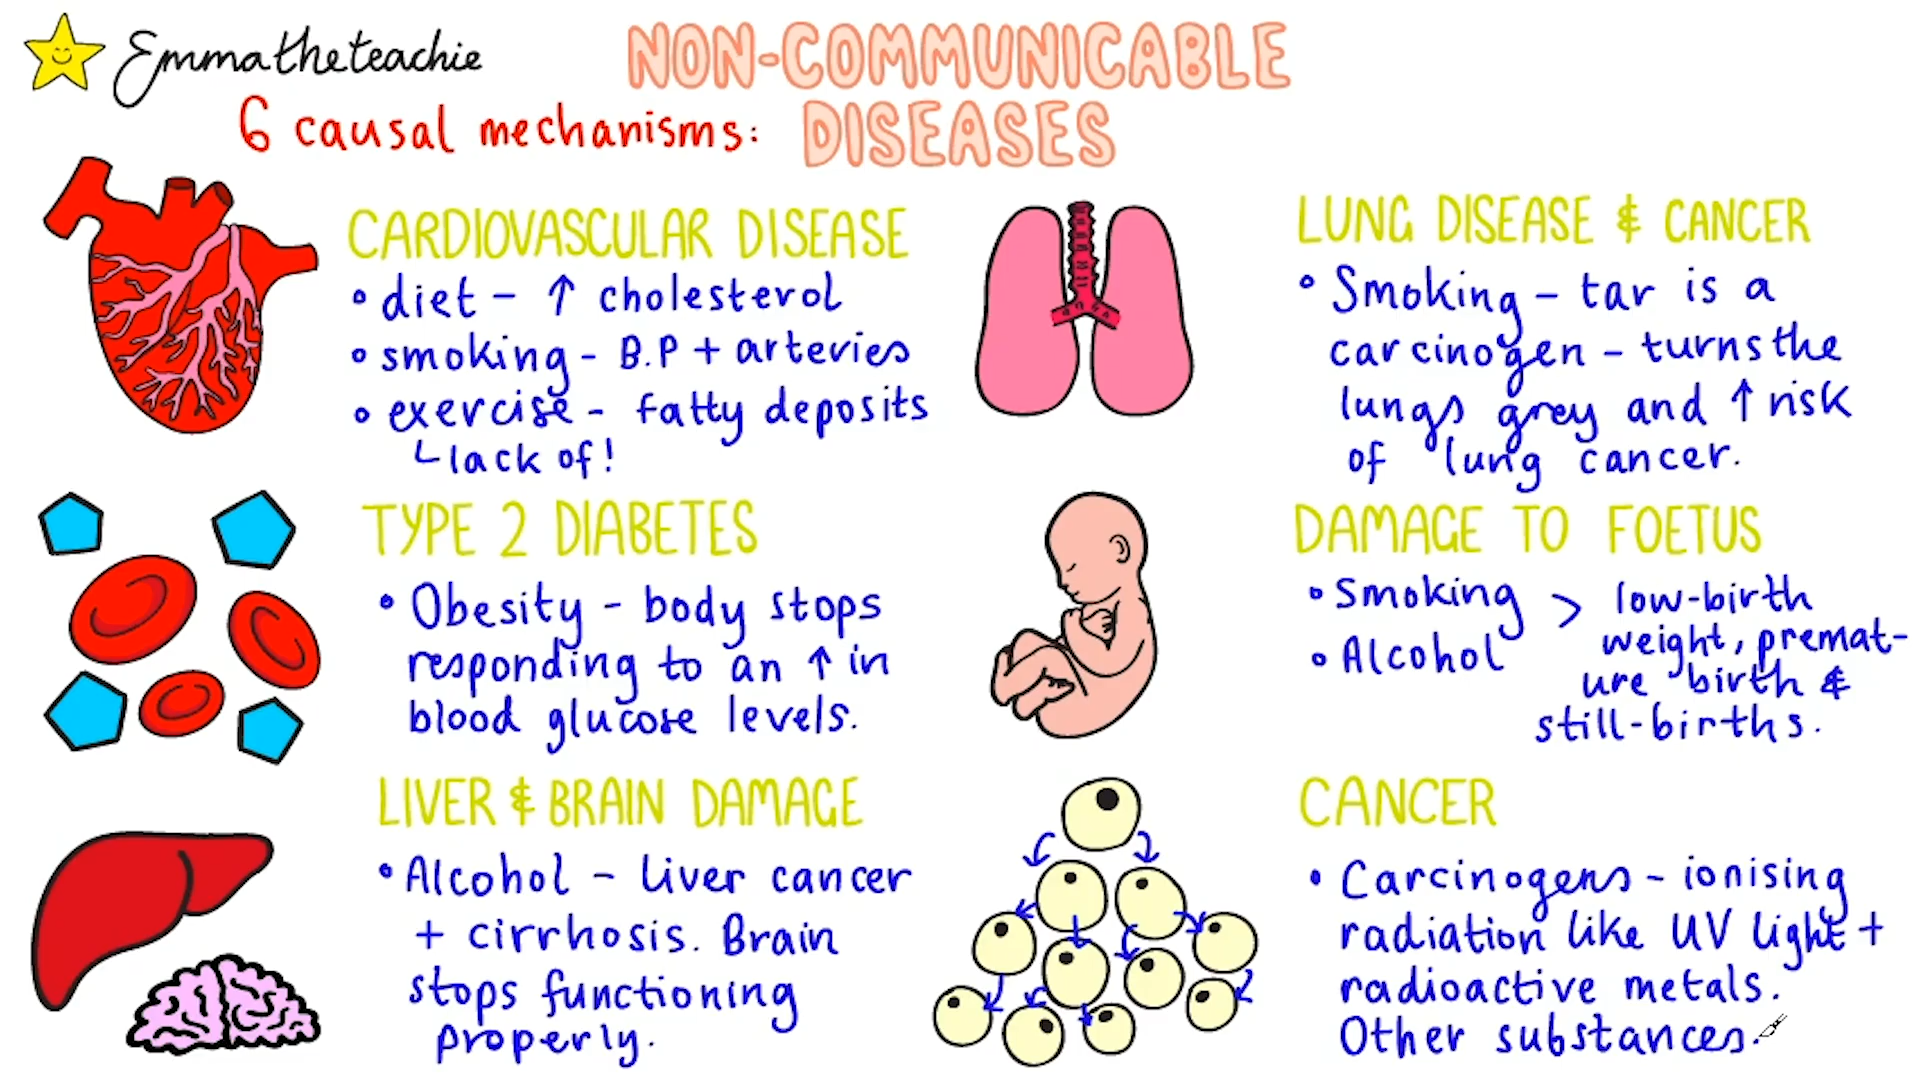 Emmatheteachie
NON-COMMUNICABLE
DISEASES
6 causal mechanisms:
CARDIOVASCULAR DISEASE
• diet - ↑ cholesterol
• smoking - B.P + arteries
• exercise - fatty deposits
↳ lack of!
TYPE 2 DIABETES
• Obesity - body stops
responding to an ↑ in
blood glucose levels.
LIVER & BRAIN DAMAGE
• Alcohol - Liver cancer
+ cirrhosis. Brain
stops functioning
properly.
LUNG DISEASE & CANCER
• Smoking - tar is a
carcinogen - turns the
lungs grey and ↑ risk
of lung cancer.
DAMAGE TO FOETUS
• Smoking > low-birth
• Alcohol weight, premat-
ure birth &
still-births.
CANCER
• Carcinogens - ionising
radiation like UV light +
radioactive metals.
Other substances.